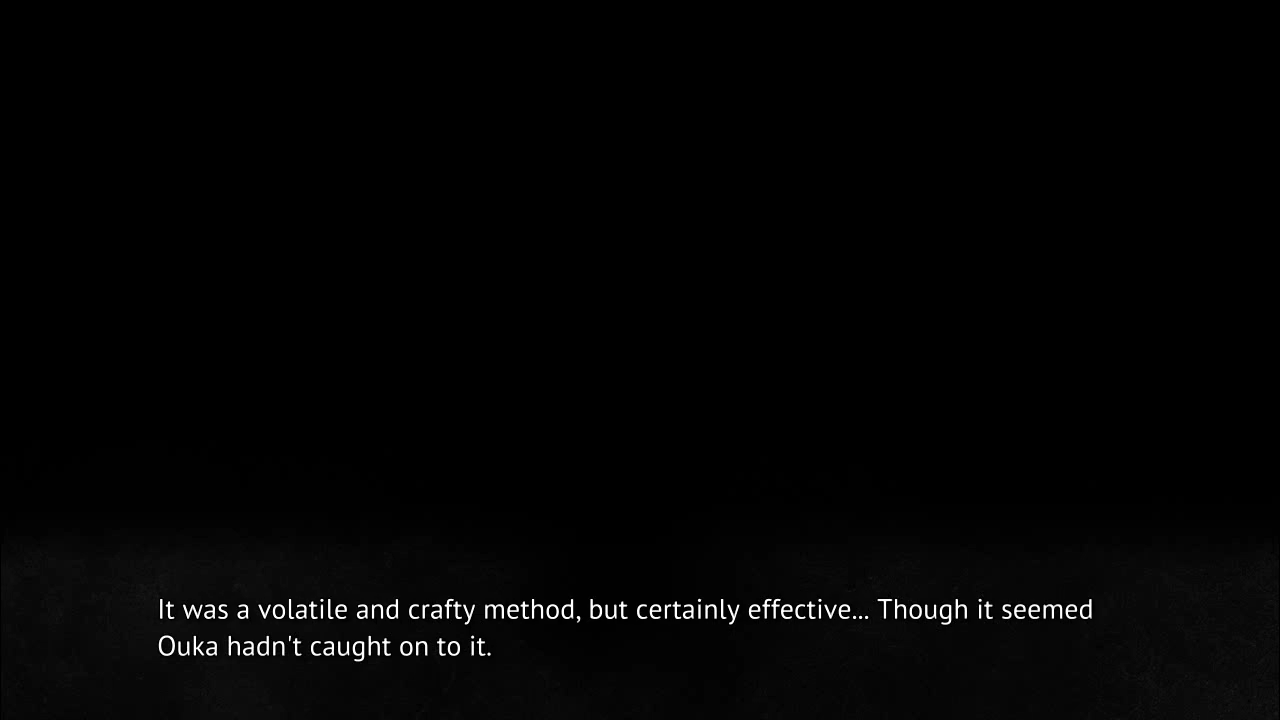 It was a volatile and crafty method, but certainly effective... Though it seemed
Ouka hadn't caught on to it.